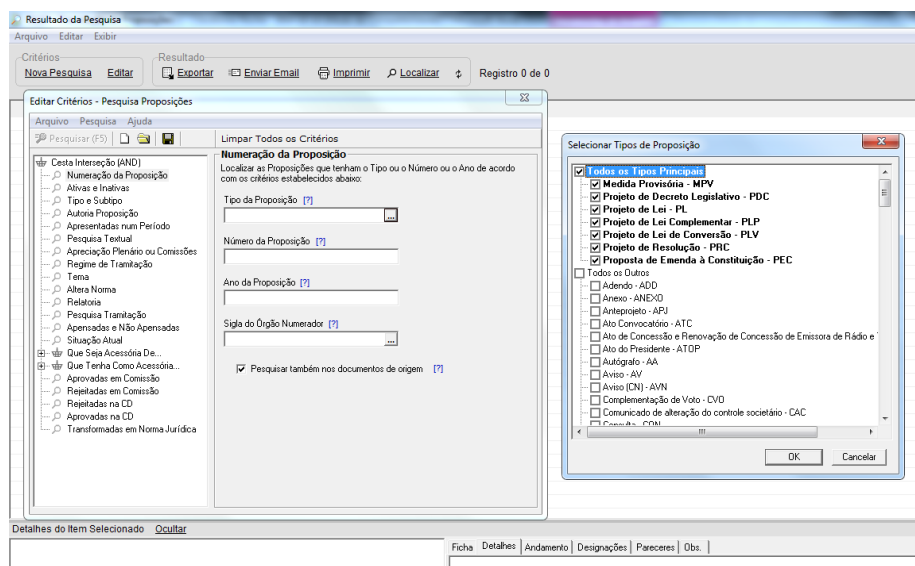 Resultado da Pesquisa
Arquivo Editar Exibir
Critérios
Nova Pesquisa Editar
Resultado
Exportar Enviar Email Imprimir Localizar Registro 0 de 0
Editar Critérios - Pesquisa Proposições
Arquivo Pesquisa Ajuda
Pesquisar (F5)
Limpar Todos os Critérios
Cesta Interseção (AND)
Numeração da Proposição
Ativas e Inativas
Tipo e Subtipo
Autoria Proposição
Apresentadas num Período
Pesquisa Textual
Apreciação Plenário ou Comissões
Regime de Tramitação
Tema
Altera Norma
Relatoria
Pesquisa Tramitação
Apensadas e Não Apensadas
Situação Atual
Que Seja Acessória De...
Que Tenha Como Acessória...
Aprovadas em Comissão
Rejeitadas em Comissão
Rejeitadas na CD
Aprovadas na CD
Transformadas em Norma Jurídica
Numeração da Proposição
Localizar as Proposições que tenham o Tipo ou o Número ou o Ano de acordo
com os critérios estabelecidos abaixo:
Tipo da Proposição [?]
...
Número da Proposição [?]
Ano da Proposição [?]
Sigla do Órgão Numerador [?]
...
Pesquisar também nos documentos de origem [?]
Selecionar Tipos de Proposição
Todos os Tipos Principais
Medida Provisória - MPV
Projeto de Decreto Legislativo - PDC
Projeto de Lei - PL
Projeto de Lei Complementar - PLP
Projeto de Lei de Conversão - PLV
Projeto de Resolução - PRC
Proposta de Emenda à Constituição - PEC
Todos os Outros
Adendo - ADD
Anexo - ANEXO
Anteprojeto - APJ
Ato Convocatório - ATC
Ato de Concessão e Renovação de Concessão de Emissora de Rádio e
Ato do Presidente - ATOP
Autógrafo - AA
Aviso - AV
Aviso (CN) - AVN
Complementação de Voto - CVO
Comunicado de alteração do controle societário - CAC
Consulta - CON
OK Cancelar
Detalhes do Item Selecionado Ocultar
Ficha Detalhes Andamento Designações Pareceres Obs.